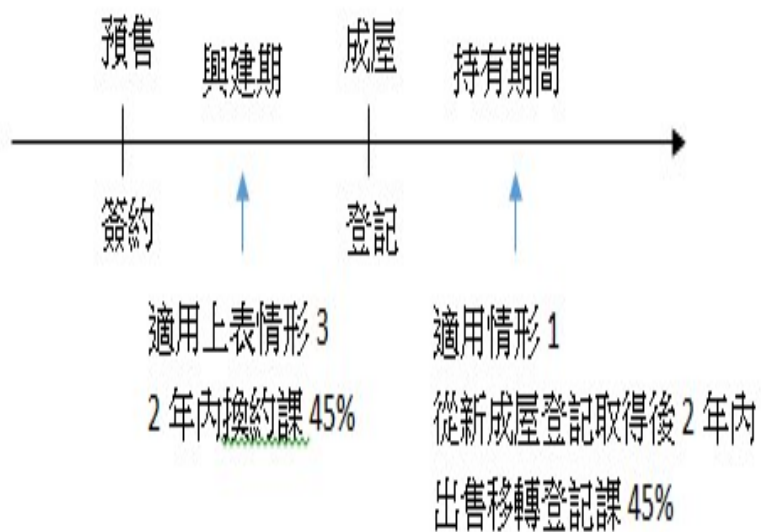 預售
興建期
成屋
持有期間
簽約
登記
適用上表情形 3
2 年內換約課 45%
適用情形 1
從新成屋登記取得後 2 年內
出售移轉登記課 45%